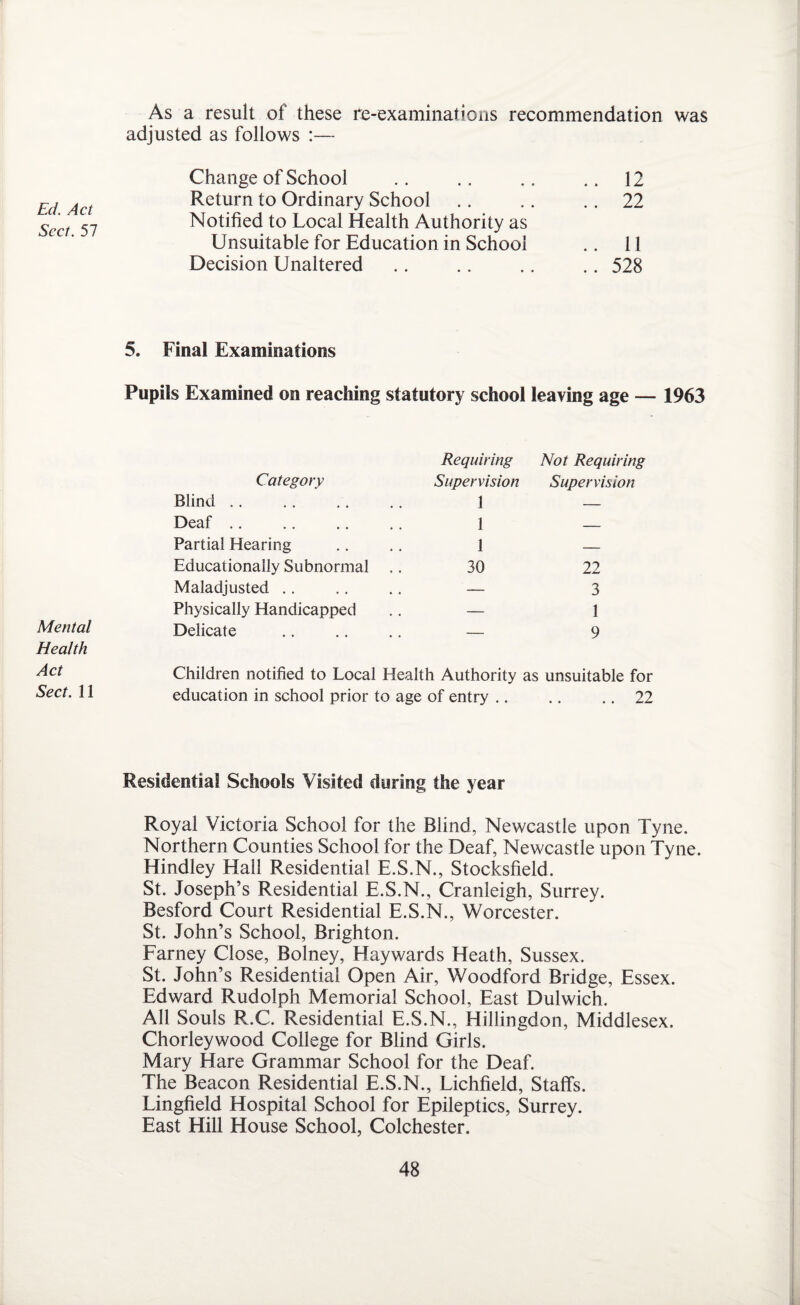 As a result of these re-examinations recommendation was
adjusted as follows :—
Change of School .. .. .. .. 12
Ed. Act
Sect. 57
Return to Ordinary School .. .. .. 22
Notified to Local Health Authority as
Unsuitable for Education in School .. 11
Decision Unaltered .. .. .. .. 528
5. Final Examinations
Pupils Examined on reaching statutory school leaving age — 1963
Requiring Not Requiring
Category Supervision Supervision
Blind .. .. .. .. 1 —
Deaf .. .. .. .. 1 —
Partial Hearing .. .. 1 —
Educationally Subnormal .. 30 22
Maladjusted .. .. .. — 3
Physically Handicapped .. — 1
Delicate .. .. .. — 9
Mental
Health
Act
Sect. 11
Children notified to Local Health Authority as unsuitable for
education in school prior to age of entry .. .. .. 22
Residential Schools Visited during the year
Royal Victoria School for the Blind, Newcastle upon Tyne.
Northern Counties School for the Deaf, Newcastle upon Tyne.
Hindley Hall Residential E.S.N., Stocksfield.
St. Joseph's Residential E.S.N., Cranleigh, Surrey.
Besford Court Residential E.S.N., Worcester.
St. John's School, Brighton.
Farney Close, Bolney, Haywards Heath, Sussex.
St. John's Residential Open Air, Woodford Bridge, Essex.
Edward Rudolph Memorial School, East Dulwich.
All Souls R.C. Residential E.S.N., Hillingdon, Middlesex.
Chorleywood College for Blind Girls.
Mary Hare Grammar School for the Deaf.
The Beacon Residential E.S.N., Lichfield, Staffs.
Lingfield Hospital School for Epileptics, Surrey.
East Hill House School, Colchester.
48